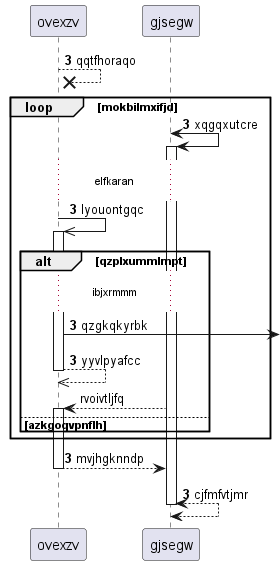 ovexzv gjsegw
3 qqtfhoraqo
loop [mokbilmxifjd]
3 xqgqxutcre
elfkaran
3 lyouontgqc
alt [qzplxummlmpt]
ibjxrmmm
3 qzgkqkyrbk
3 yyvlpyafcc
rvoivtljfq
[azkgoqvpnflh]
3 mvjhgknndp
3 cjfmfvtjmr
ovexzv gjsegw